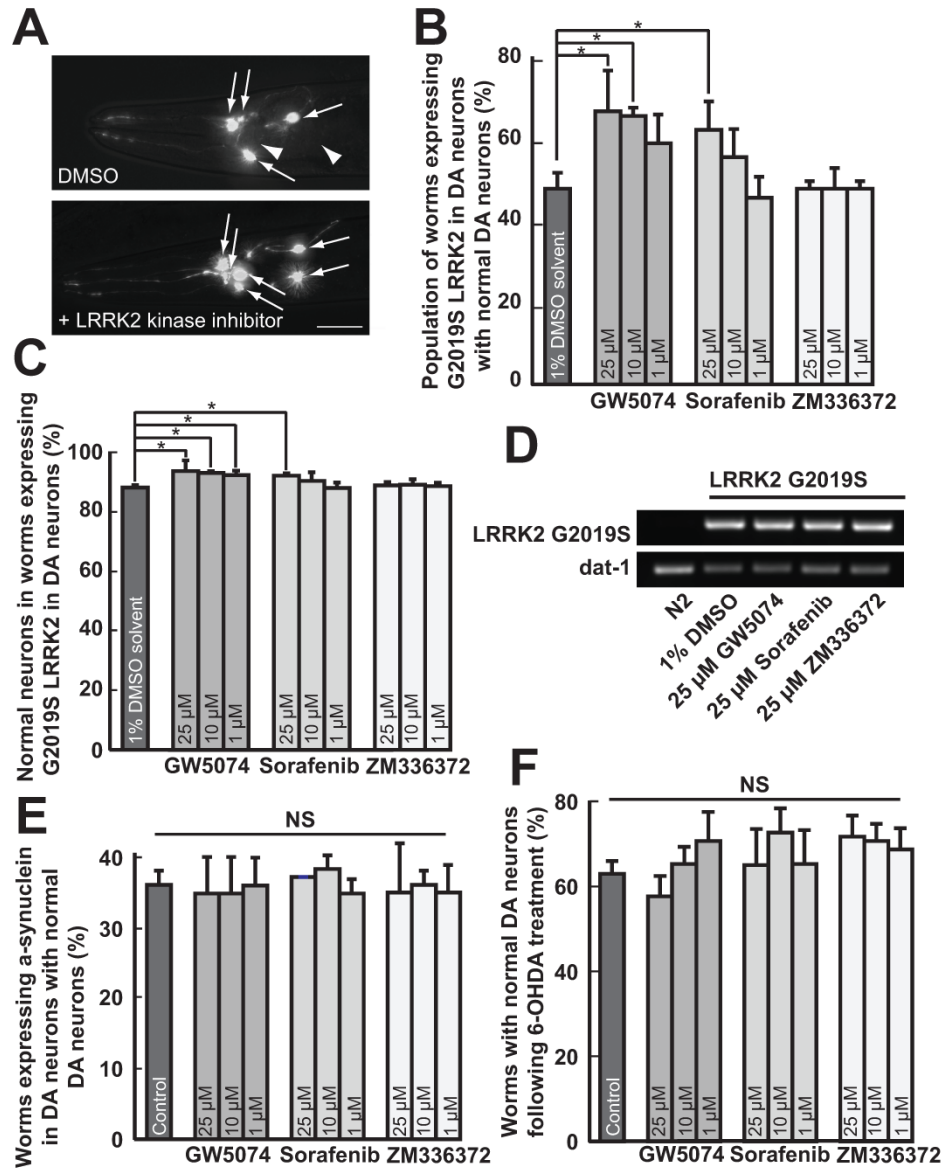 A
DMSO
+ LRRK2 kinase inhibitor
B
Population of worms expressing
G2019S LRRK2 in DA neurons
with normal DA neurons (%)
80
60
40
20
0
* * *
1% DMSO solvent
25 µM 10 µM 1 µM
25 µM 10 µM 1 µM
25 µM 10 µM 1 µM
GW5074 Sorafenib ZM336372
C
Normal neurons in worms expressing
G2019S LRRK2 in DA neurons (%)
100
80
60
40
20
0
* * * *
1% DMSO solvent
25 µM 10 µM 1 µM
25 µM 10 µM 1 µM
25 µM 10 µM 1 µM
GW5074 Sorafenib ZM336372
D
LRRK2 G2019S
LRRK2 G2019S
dat-1
N2
1% DMSO
25 µM GW5074
25 µM Sorafenib
25 µM ZM336372
E
Worms expressing a-synuclein
in DA neurons with normal
DA neurons (%)
NS
40
30
20
10
0
Control
25 µM 10 µM 1 µM
25 µM 10 µM 1 µM
25 µM 10 µM 1 µM
GW5074 Sorafenib ZM336372
F
Worms with normal DA neurons
following 6-OHDA treatment (%)
NS
80
60
40
20
0
Control
25 µM 10 µM 1 µM
25 µM 10 µM 1 µM
25 µM 10 µM 1 µM
GW5074 Sorafenib ZM336372